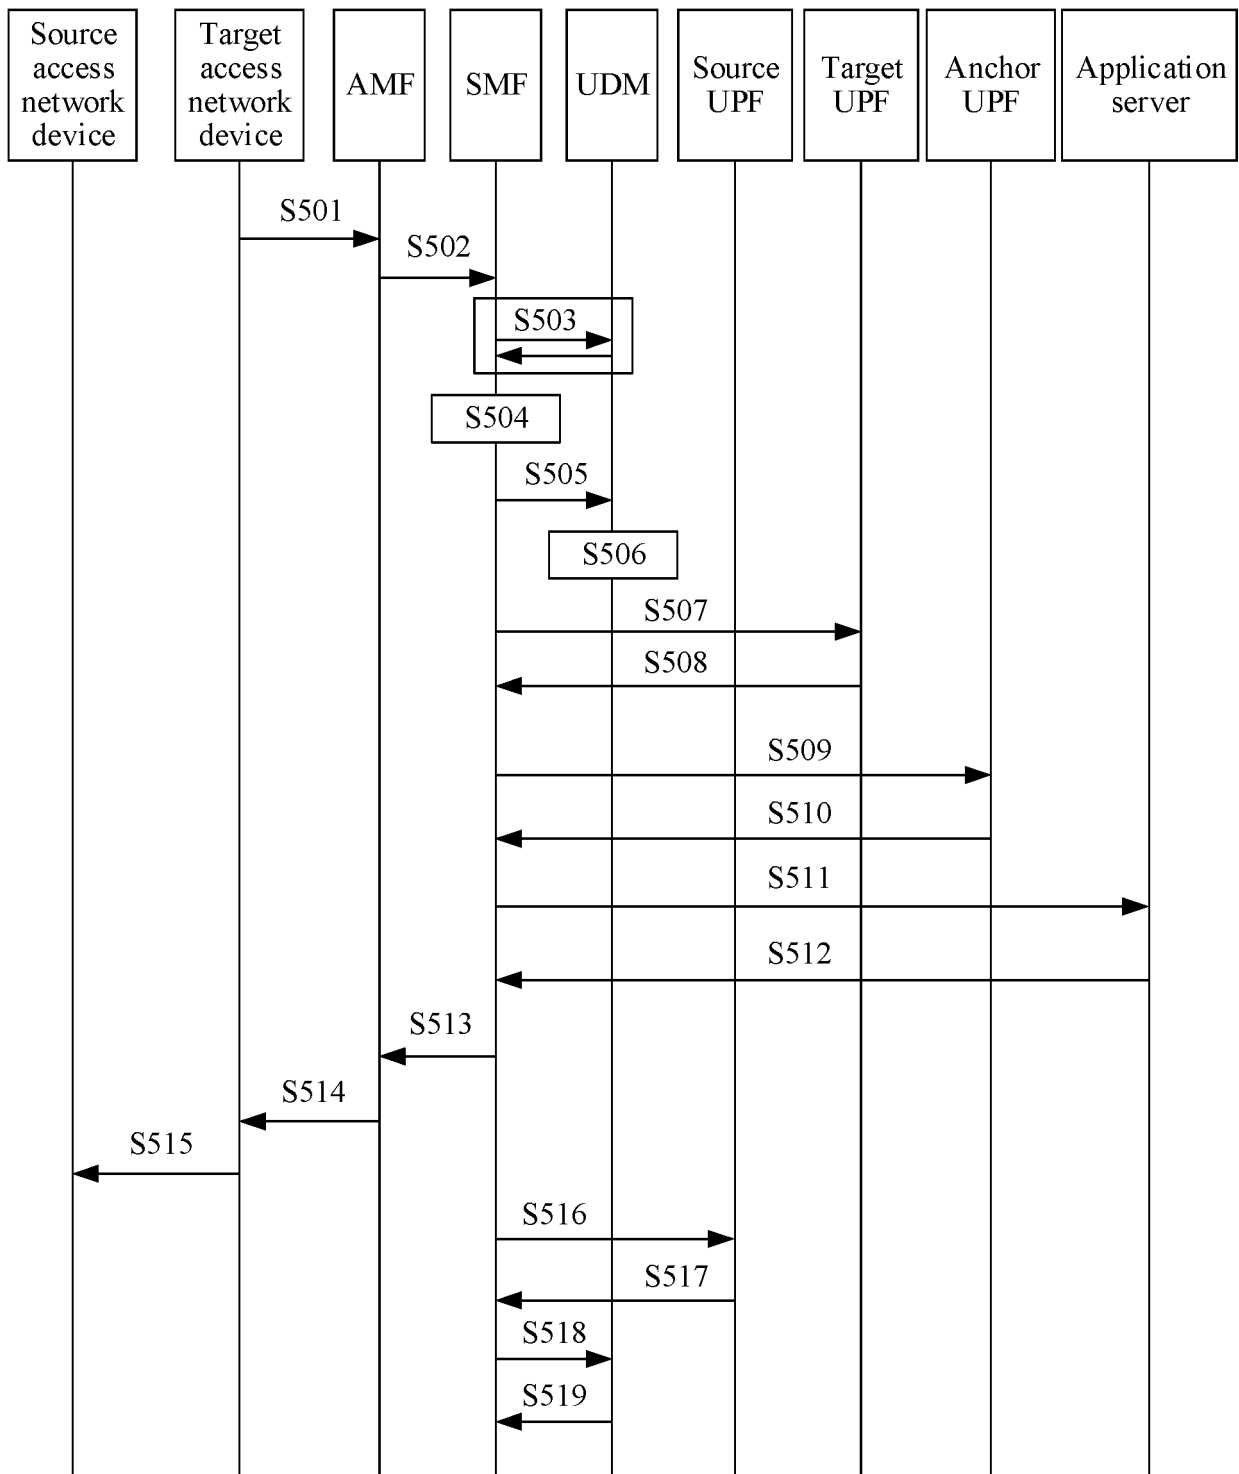 Source
access
network
device
Target
access
network
device
AMF
SMF
UDM
Source
UPF
Target
UPF
Anchor
UPF
Application
server
S501
S502
S503
S504
S505
S506
S507
S508
S509
S510
S511
S512
S513
S514
S515
S516
S517
S518
S519